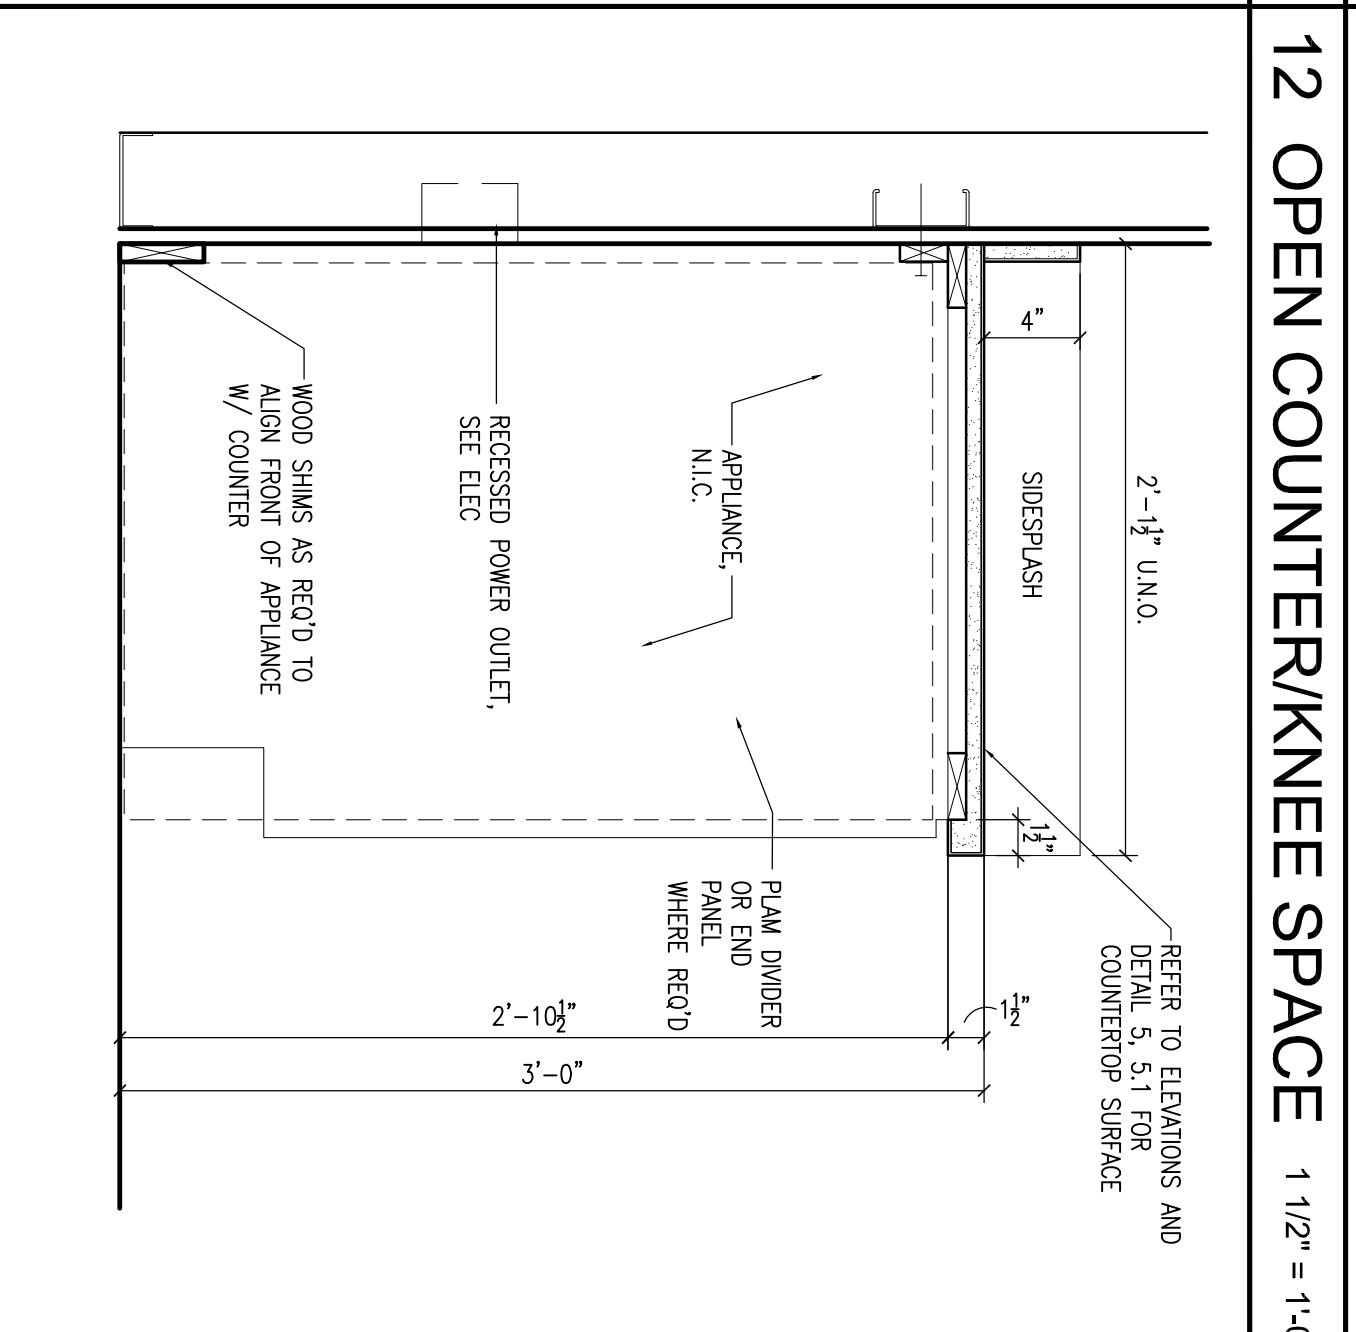 12 OPEN COUNTER/KNEE SPACE 1 1/2" = 1'-0
REFER TO ELEVATIONS AND
DETAIL 5, 5.1 FOR
COUNTERTOP SURFACE
2'-1½" U.N.O.
4"
SIDESPLASH
1½"
1½"
APPLIANCE,
N.I.C.
PLAM DIVIDER
OR END
PANEL
WHERE REQ'D
RECESSED POWER OUTLET,
SEE ELEC
2'-10½"
3'-0"
WOOD SHIMS AS REQ'D TO
ALIGN FRONT OF APPLIANCE
W/ COUNTER